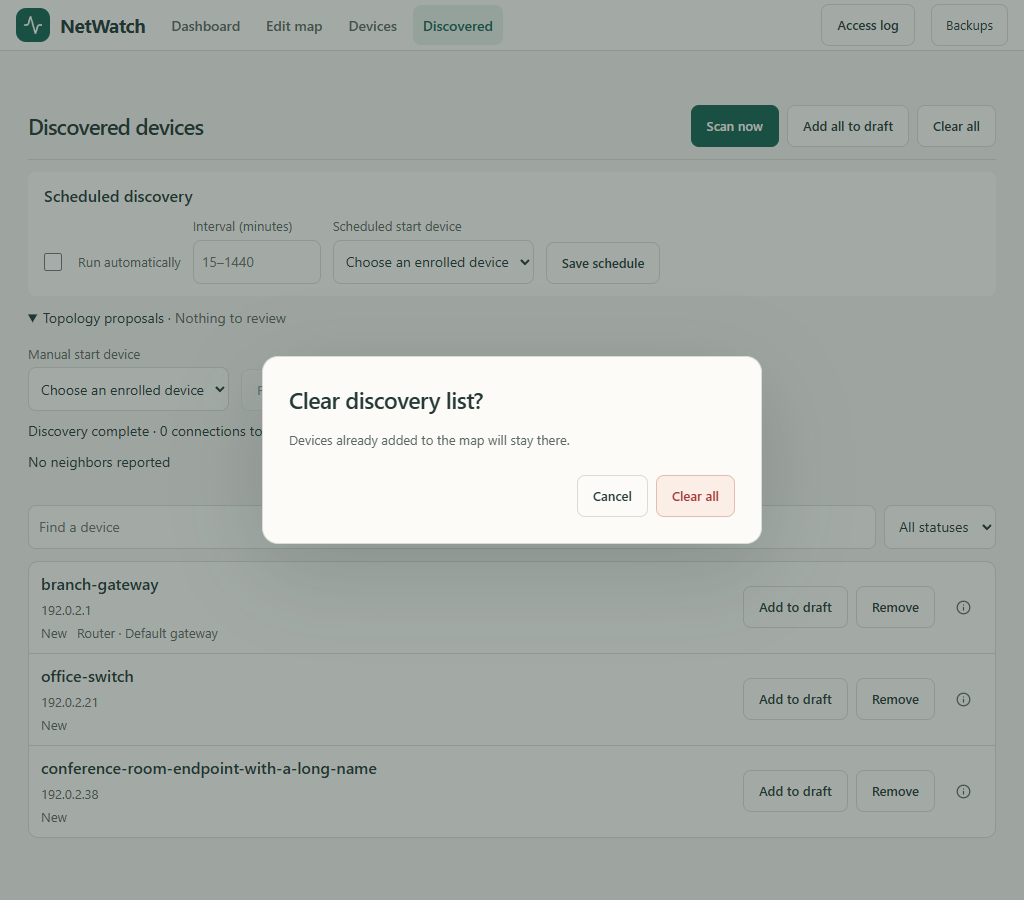 NetWatch Dashboard Edit map Devices Discovered Access log Backups
Discovered devices Scan now Add all to draft Clear all
Scheduled discovery
Interval (minutes) Scheduled start device
Run automatically 15–1440 Choose an enrolled device Save schedule
▼ Topology proposals · Nothing to review
Manual start device
Choose an enrolled device
Discovery complete · 0 connections to
No neighbors reported
Clear discovery list?
Devices already added to the map will stay there.
Cancel Clear all
Find a device All statuses
branch-gateway
192.0.2.1
New Router · Default gateway
Add to draft Remove
office-switch
192.0.2.21
New
Add to draft Remove
conference-room-endpoint-with-a-long-name
192.0.2.38
New
Add to draft Remove